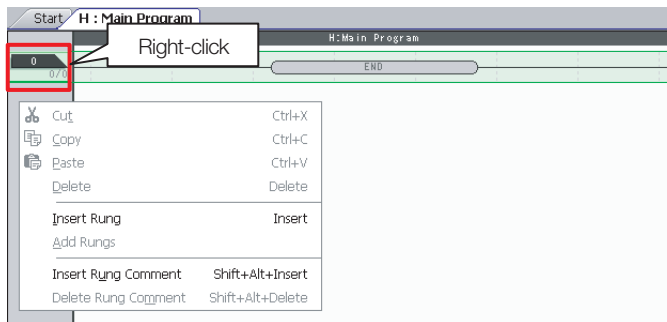 Start H : Main Program
Right-click
H:Main Program
0
0/0
END
Cut Ctrl+X
Copy Ctrl+C
Paste Ctrl+V
Delete Delete
Insert Rung Insert
Add Rungs
Insert Rung Comment Shift+Alt+Insert
Delete Rung Comment Shift+Alt+Delete